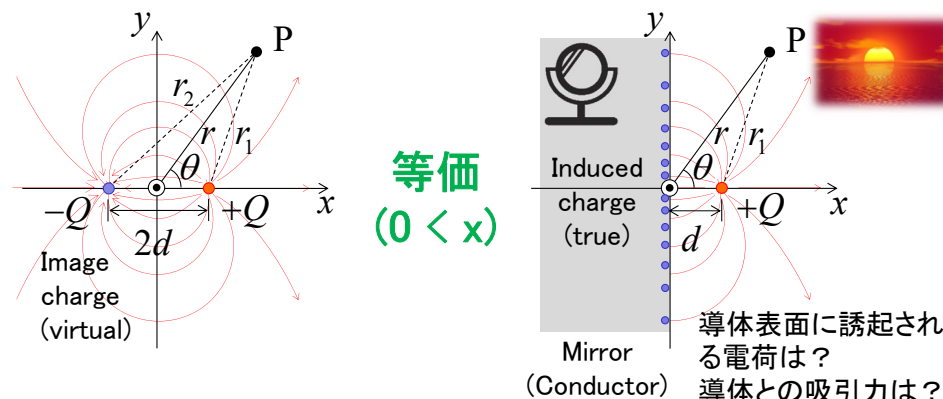 y
P
r₂
r
r₁
θ
−Q
+Q
x
2d
Image
charge
(virtual)
等価
(0 < x)
y
P
r
r₁
θ
Induced
charge
(true)
+Q
x
d
Mirror
(Conductor)
導体表面に誘起され
る電荷は？
導体との吸引力は？